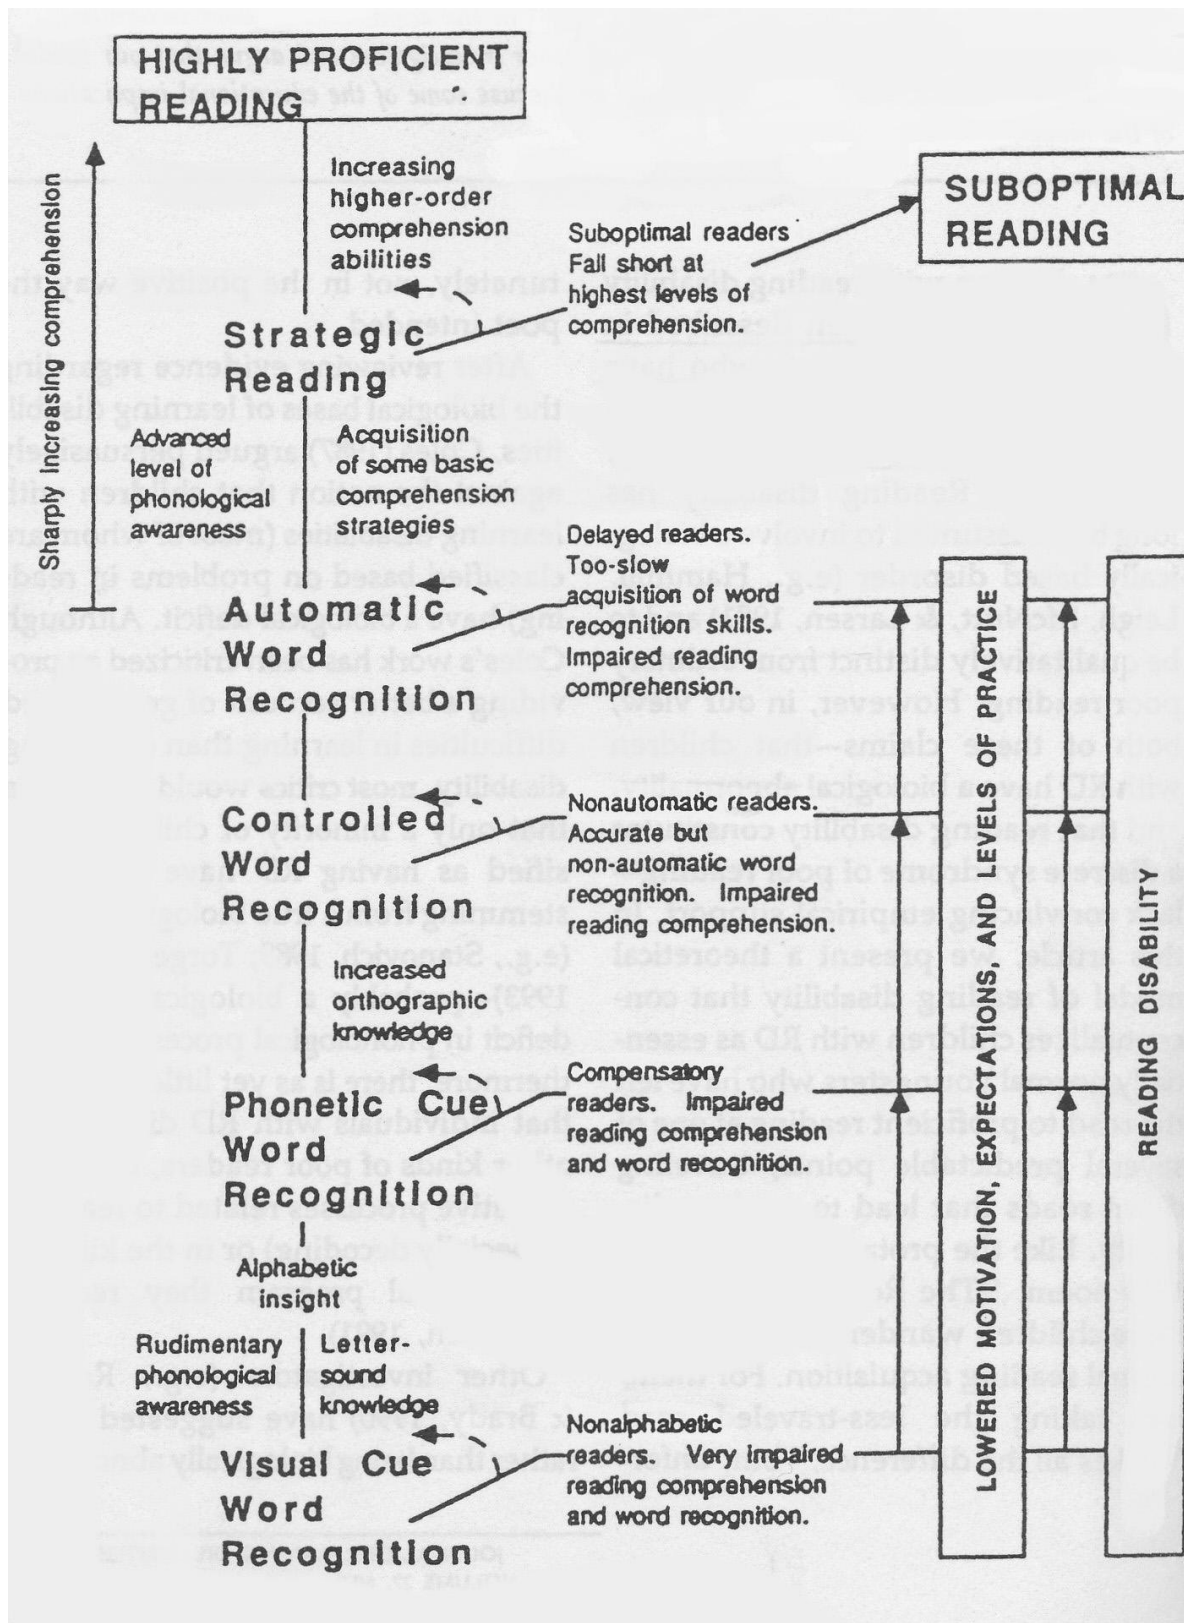 HIGHLY PROFICIENT
READING
Sharply increasing comprehension
Increasing
higher-order
comprehension
abilities
SUBOPTIMAL
READING
Suboptimal readers
Fall short at
highest levels of
comprehension.
Strategic
Reading
Advanced
level of
phonological
awareness
Acquisition
of some basic
comprehension
strategies
Delayed readers.
Too-slow
acquisition of word
recognition skills.
Impaired reading
comprehension.
Automatic
Word
Recognition
Nonautomatic readers.
Accurate but
non-automatic word
recognition. Impaired
reading comprehension.
Controlled
Word
Recognition
Increased
orthographic
knowledge
Compensatory
readers. Impaired
reading comprehension
and word recognition.
Phonetic Cue
Word
Recognition
Alphabetic
insight
Rudimentary
phonological
awareness
Letter-
sound
knowledge
Nonalphabetic
readers. Very impaired
reading comprehension
and word recognition.
Visual Cue
Word
Recognition
LOWERED MOTIVATION, EXPECTATIONS, AND LEVELS OF PRACTICE
READING DISABILITY